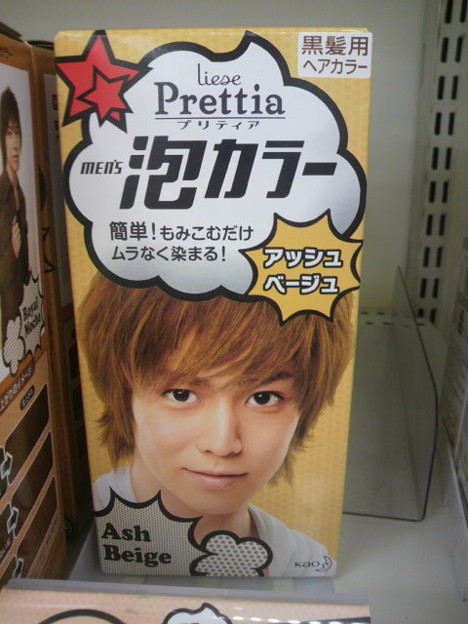 黒髪用
ヘアカラー
liese
Prettia
プリティア
MEN'S 泡カラー
簡単!もみこむだけ
ムラなく染まる!
アッシュ
ベージュ
Ash
Beige
Kao
Royal
Mocha